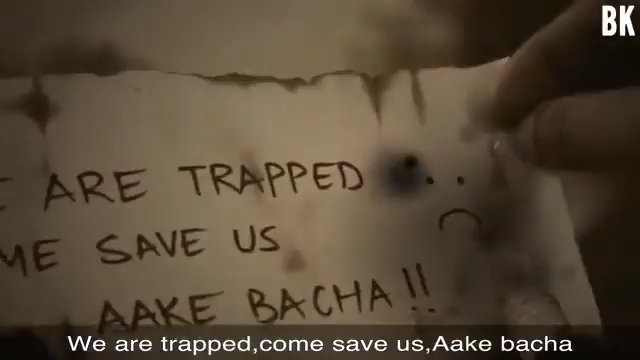 BK
ARE TRAPPED ..
ME SAVE US
AAKE BACHA!!
We are trapped,come save us,Aake bacha